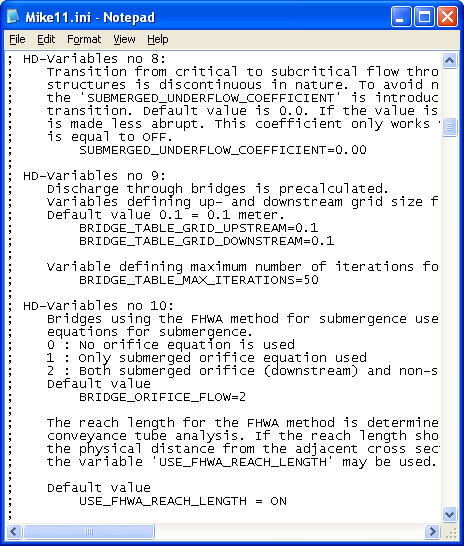 Mike11.ini - Notepad
File Edit Format View Help
; HD-Variables no 8:
; Transition from critical to subcritical flow thro
; structures is discontinuous in nature. To avoid n
; the 'SUBMERGED_UNDERFLOW_COEFFICIENT' is introduc
; transition. Default value is 0.0. If the value is
; is made less abrupt. This coefficient only works
; is equal to OFF.
; SUBMERGED_UNDERFLOW_COEFFICIENT=0.00
;
; HD-Variables no 9:
; Discharge through bridges is precalculated.
; Variables defining up- and downstream grid size f
; Default value 0.1 = 0.1 meter.
; BRIDGE_TABLE_GRID_UPSTREAM=0.1
; BRIDGE_TABLE_GRID_DOWNSTREAM=0.1
;
; Variable defining maximum number of iterations fo
; BRIDGE_TABLE_MAX_ITERATIONS=50
;
; HD-Variables no 10:
; Bridges using the FHWA method for submergence use
; equations for submergence.
; 0 : No orifice equation is used
; 1 : Only submerged orifice equation used
; 2 : Both submerged orifice (downstream) and non-s
; Default value
; BRIDGE_ORIFICE_FLOW=2
;
; The reach length for the FHWA method is determine
; conveyance tube analysis. If the reach length sho
; the physical distance from the adjacent cross sec
; the variable 'USE_FHWA_REACH_LENGTH' may be used.
;
; Default value
; USE_FHWA_REACH_LENGTH = ON
;